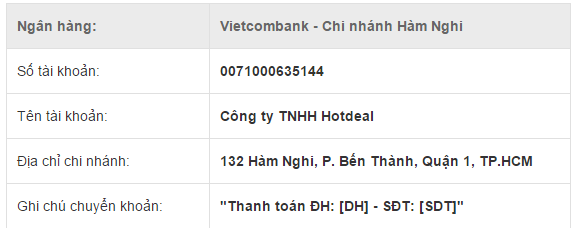 Ngân hàng: Vietcombank - Chi nhánh Hàm Nghi
Số tài khoản: 0071000635144
Tên tài khoản: Công ty TNHH Hotdeal
Địa chỉ chi nhánh: 132 Hàm Nghi, P. Bến Thành, Quận 1, TP.HCM
Ghi chú chuyển khoản: "Thanh toán ĐH: [DH] - SĐT: [SDT]"